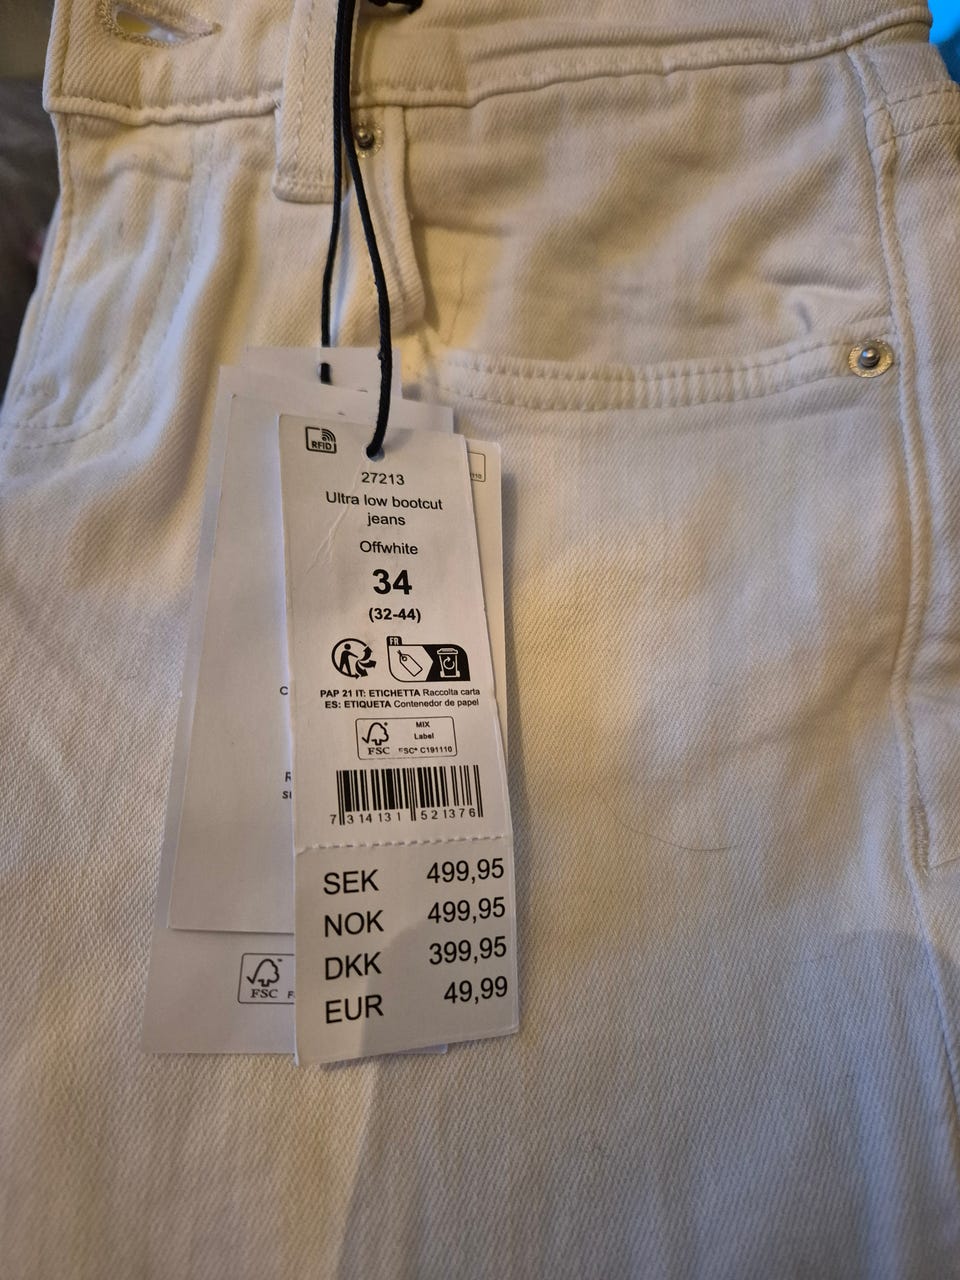 RFID
27213
Ultra low bootcut
jeans
Offwhite
34
(32-44)
FR
PAP 21 IT: ETICHETTA Raccolta carta
ES: ETIQUETA Contenedor de papel
FSC
MIX
Label
FSC® C191110
7 314131 521376
SEK 499,95
NOK 499,95
DKK 399,95
EUR 49,99
FSC